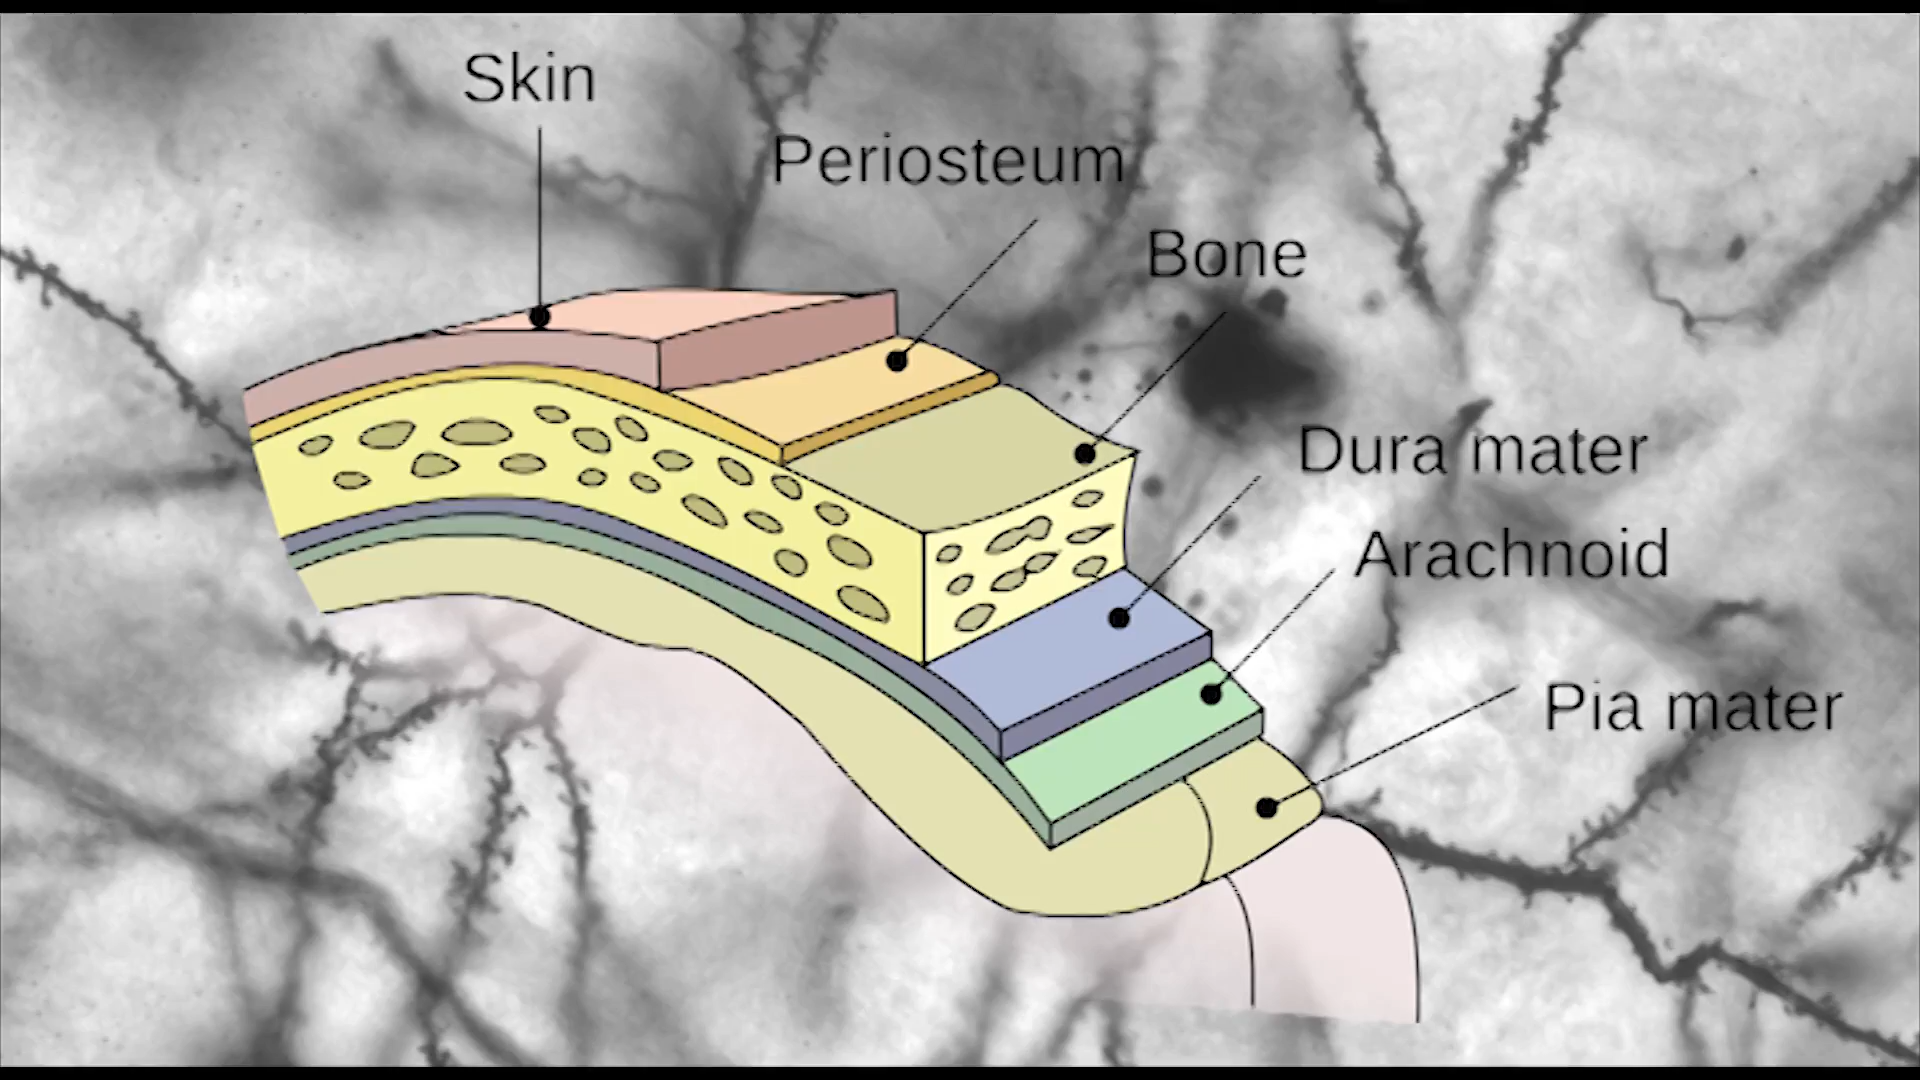 Skin
Periosteum
Bone
Dura mater
Arachnoid
Pia mater